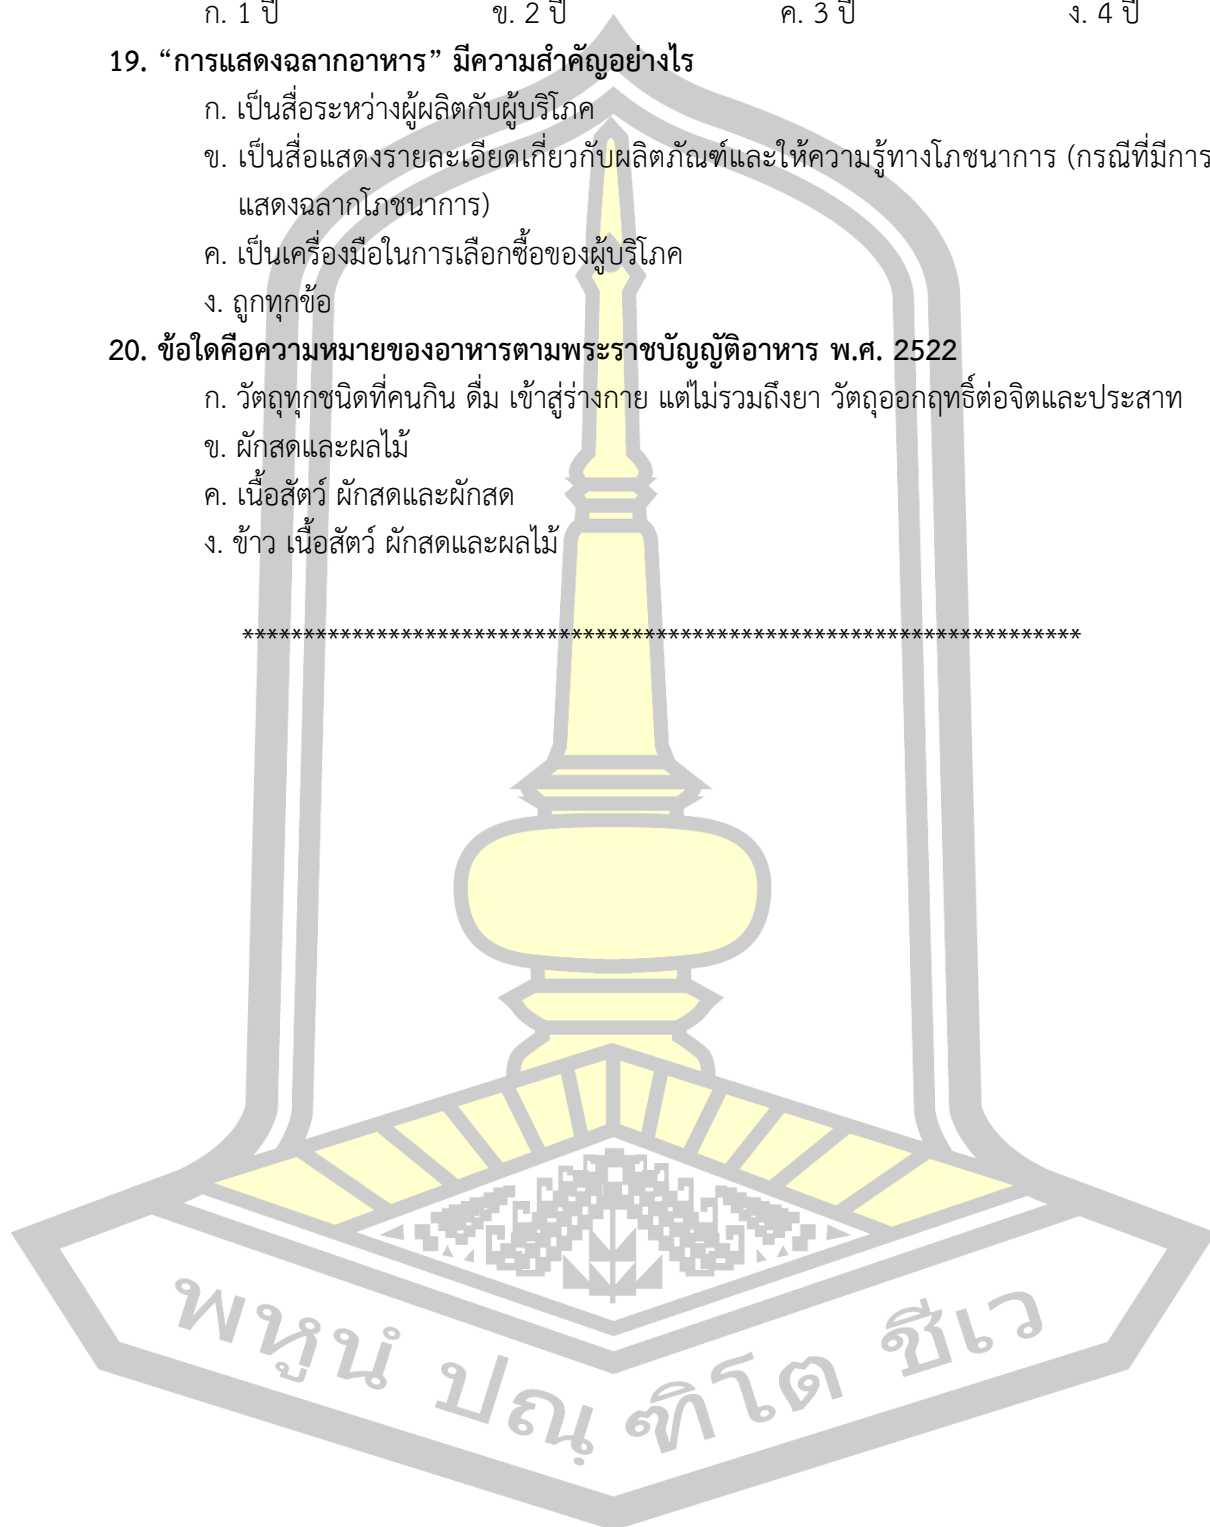 ก. 1 ปี ข. 2 ปี ค. 3 ปี ง. 4 ปี
19. “การแสดงฉลากอาหาร” มีความสำคัญอย่างไร
ก. เป็นสื่อระหว่างผู้ผลิตกับผู้บริโภค
ข. เป็นสื่อแสดงรายละเอียดเกี่ยวกับผลิตภัณฑ์และให้ความรู้ทางโภชนาการ (กรณีที่มีการ
แสดงฉลากโภชนาการ)
ค. เป็นเครื่องมือในการเลือกซื้อของผู้บริโภค
ง. ถูกทุกข้อ
20. ข้อใดคือความหมายของอาหารตามพระราชบัญญัติอาหาร พ.ศ. 2522
ก. วัตถุทุกชนิดที่คนกิน ดื่ม เข้าสู่ร่างกาย แต่ไม่รวมถึงยา วัตถุออกฤทธิ์ต่อจิตและประสาท
ข. ผักสดและผลไม้
ค. เนื้อสัตว์ ผักสดและผักสด
ง. ข้าว เนื้อสัตว์ ผักสดและผลไม้
*********************************************************************
พหูนํ ปณฺฑิโต ชีเว